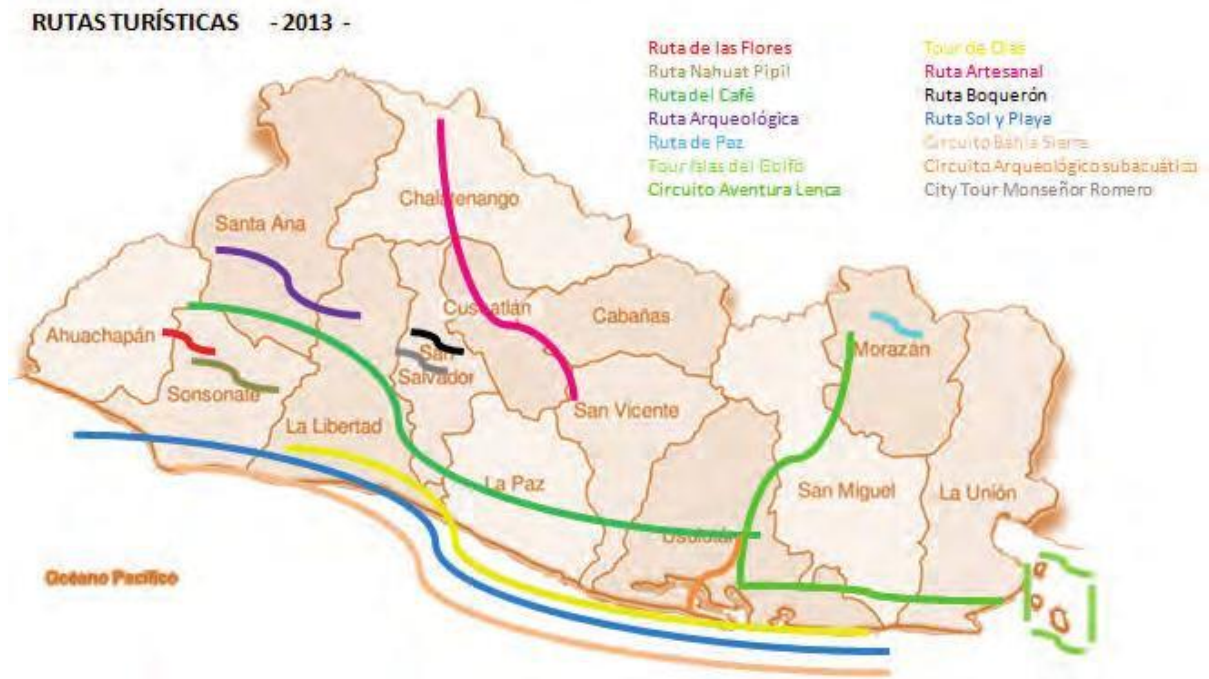 RUTAS TURÍSTICAS - 2013 -
Ruta de las Flores
Ruta Nahuat Pipil
Ruta del Café
Ruta Arqueológica
Ruta de Paz
Tour Islas del Golfo
Circuito Aventura Lenca
Tour de Olas
Ruta Artesanal
Ruta Boquerón
Ruta Sol y Playa
Circuito Bahía
Circuito Arqueológico subacuático
City Tour Monseñor Romero
Chalatenango
Santa Ana
Cuscatlán
Cabañas
Ahuachapán
San
Salvador
Morazán
Sonsonate
San Vicente
La Libertad
La Paz
San Miguel
La Unión
Usulután
Océano Pacífico